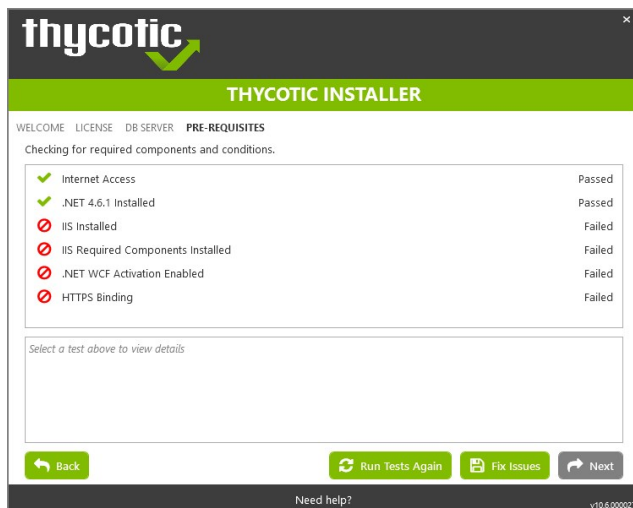 thycotic
×
THYCOTIC INSTALLER
WELCOME LICENSE DB SERVER PRE-REQUISITES
Checking for required components and conditions.
Internet Access Passed
.NET 4.6.1 Installed Passed
IIS Installed Failed
IIS Required Components Installed Failed
.NET WCF Activation Enabled Failed
HTTPS Binding Failed
Select a test above to view details
Back Run Tests Again Fix Issues Next
Need help?